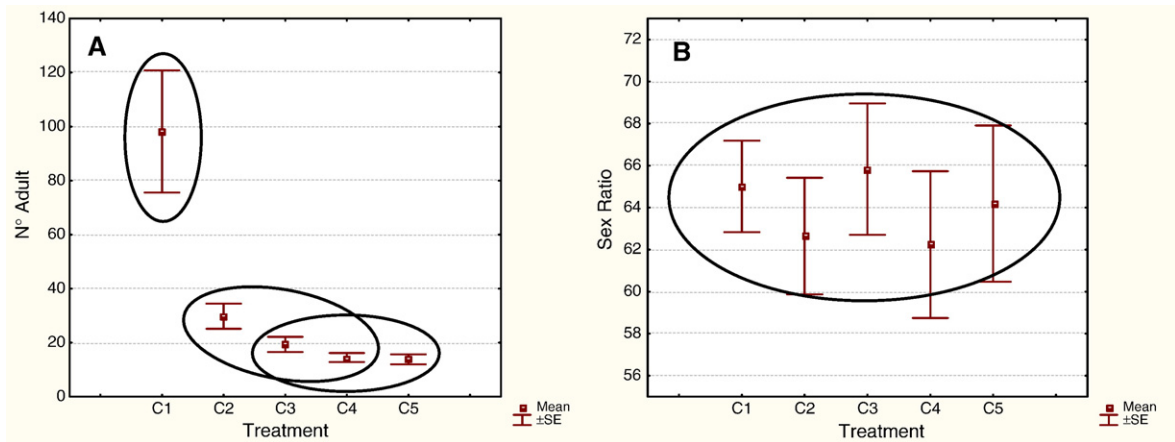 A
140
120
100
80
60
40
20
0
N° Adult
C1 C2 C3 C4 C5
Treatment
Mean
±SE
B
72
70
68
66
64
62
60
58
56
Sex Ratio
C1 C2 C3 C4 C5
Treatment
Mean
±SE